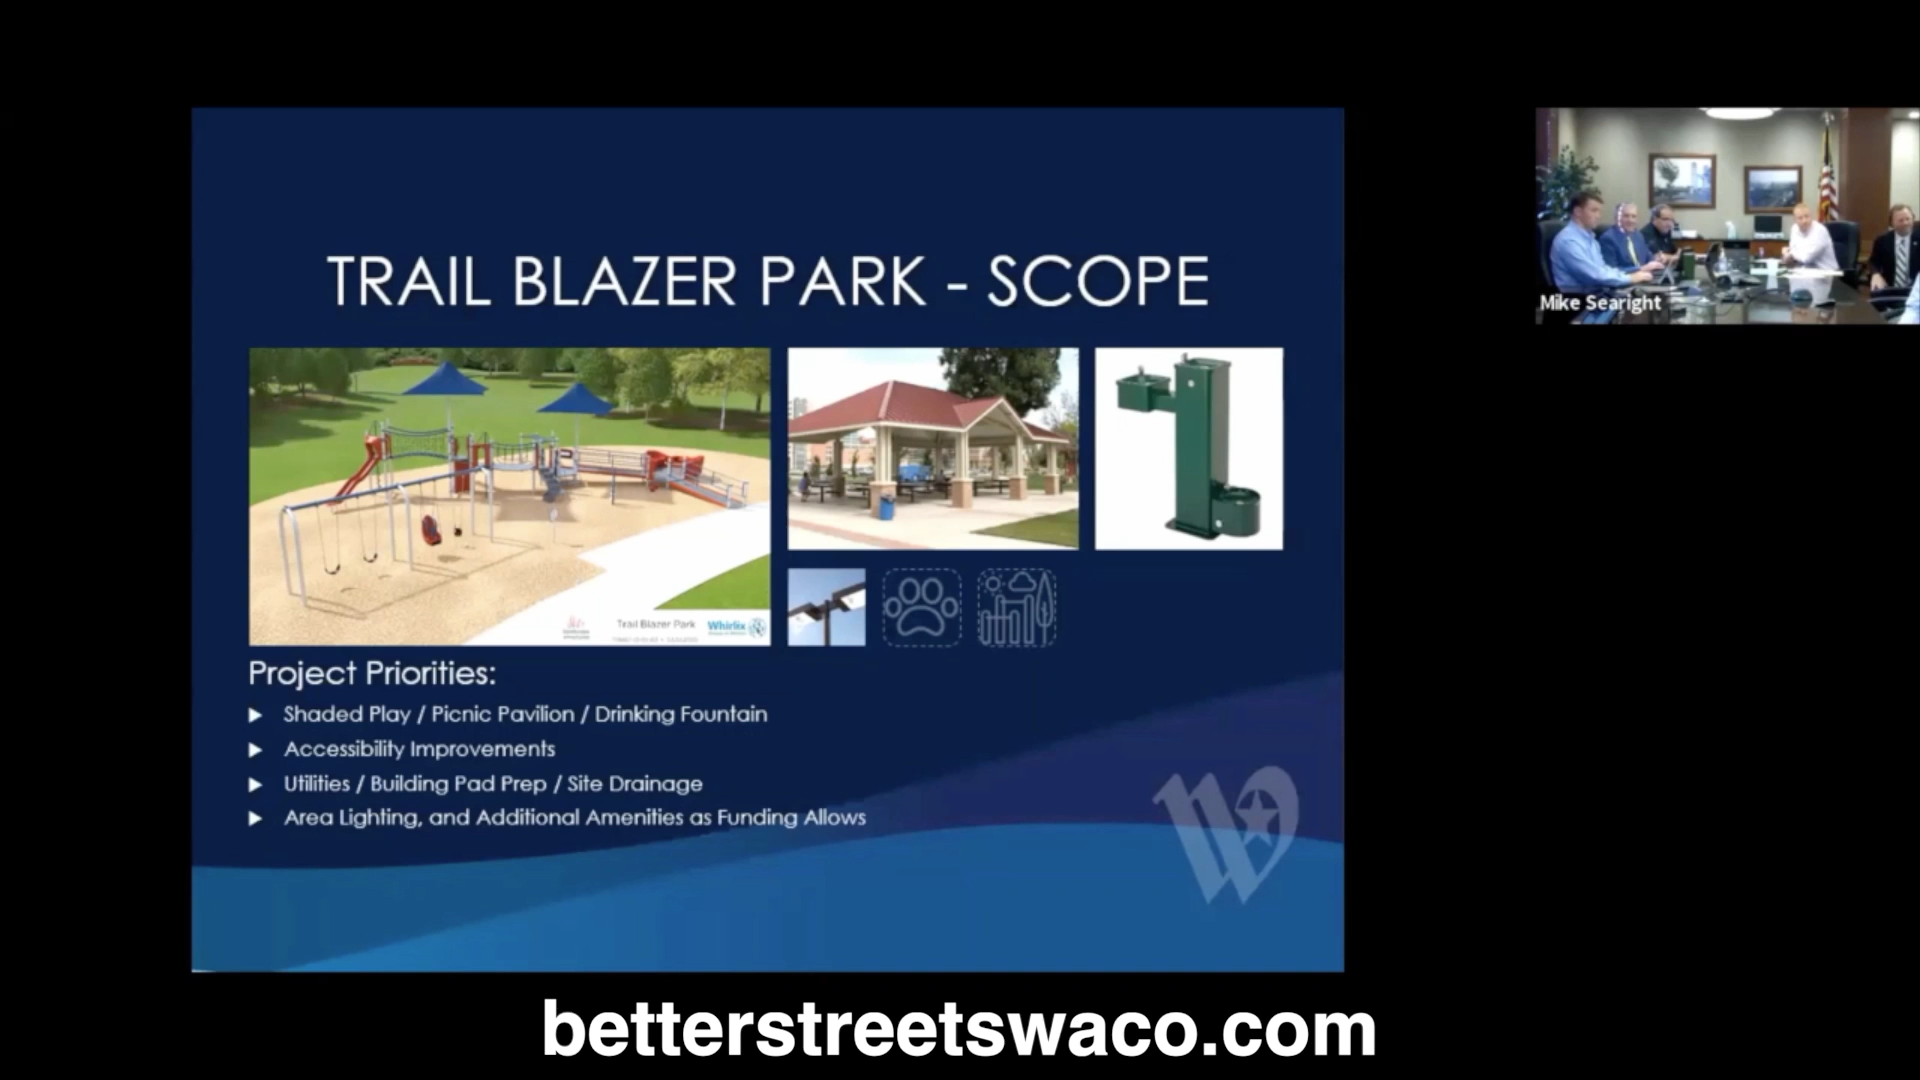 TRAIL BLAZER PARK - SCOPE
Mike Searight
Trail Blazer Park
Whirlix
Project Priorities:
Shaded Play / Picnic Pavilion / Drinking Fountain
Accessibility Improvements
Utilities / Building Pad Prep / Site Drainage
Area Lighting, and Additional Amenities as Funding Allows
W
betterstreetswaco.com